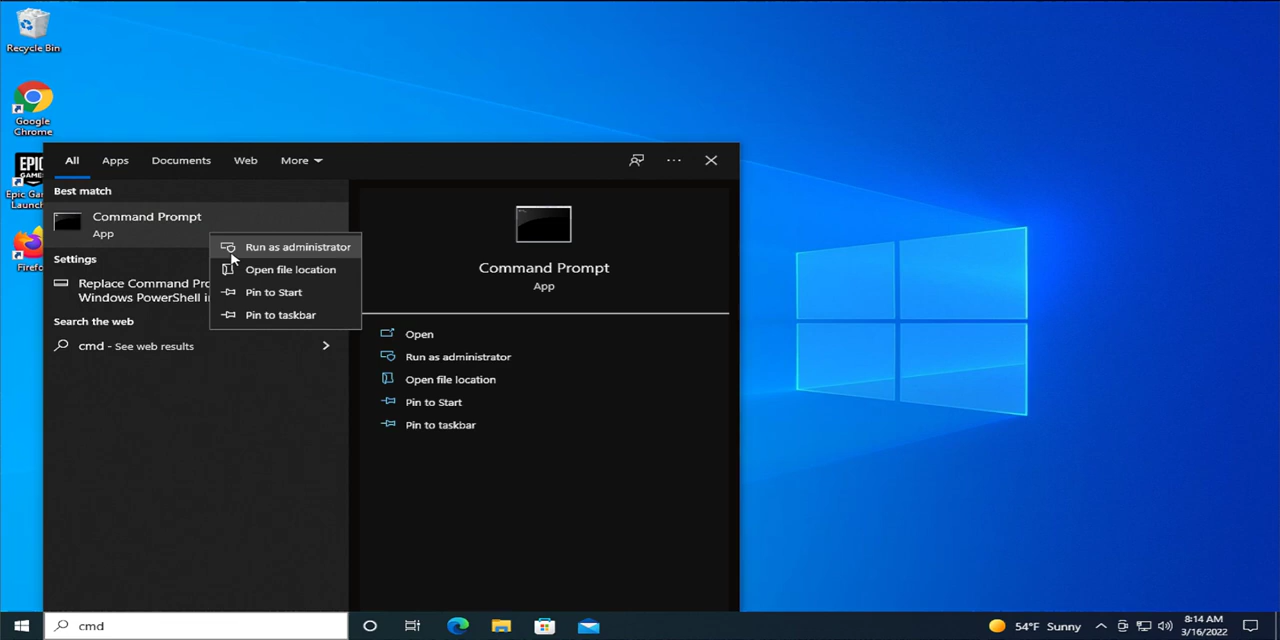 Recycle Bin
Google
Chrome
EPIC
GAMES
Epic Ga
Launch
Firefo
All Apps Documents Web More
Best match
Command Prompt
App
Settings
Replace Command Pro
Windows PowerShell in
Search the web
cmd - See web results
Run as administrator
Open file location
Pin to Start
Pin to taskbar
Command Prompt
App
Open
Run as administrator
Open file location
Pin to Start
Pin to taskbar
cmd
54°F Sunny
8:14 AM
3/16/2022